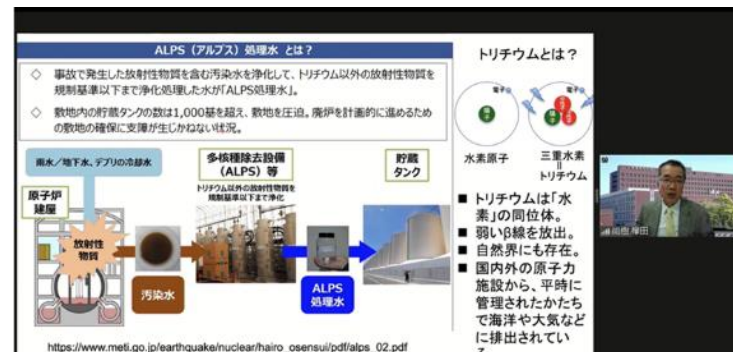 ALPS（アルプス）処理水 とは？
◇ 事故で発生した放射性物質を含む汚染水を浄化して、トリチウム以外の放射性物質を
規制基準以下まで浄化処理した水が「ALPS処理水」。
◇ 敷地内の貯蔵タンクの数は1,000基を超え、敷地を圧迫。廃炉を計画的に進めるため
の敷地の確保に支障が生じかねない状況。
雨水／地下水、デブリの冷却水
原子炉
建屋
放射性
物質
汚染水
多核種除去設備
（ALPS）等
トリチウム以外の放射性物質を
規制基準以下まで浄化
ALPS
処理水
貯蔵
タンク
https://www.meti.go.jp/earthquake/nuclear/hairo_osensui/pdf/alps_02.pdf
トリチウムとは？
電子
電子
水素原子
三重水素
＝
トリチウム
■ トリチウムは「水
素」の同位体。
■ 弱いβ線を放出。
■ 自然界にも存在。
■ 国内外の原子力
施設から、平時に
管理されたかたち
で海洋や大気など
に排出されてい